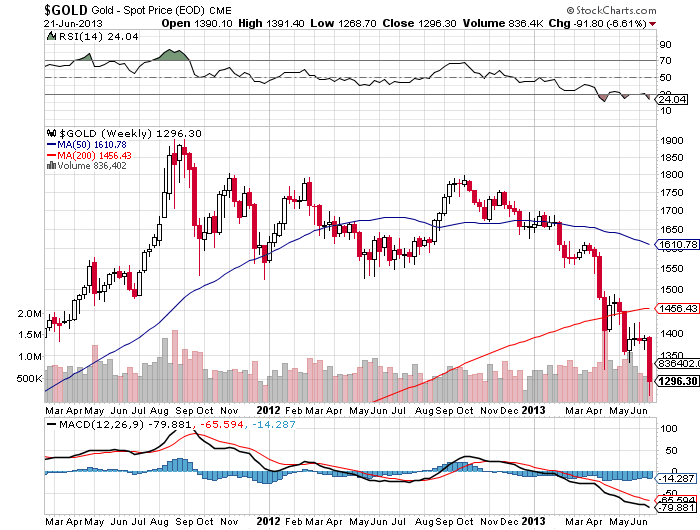 $GOLD Gold - Spot Price (EOD) CME © StockCharts.com
21-Jun-2013 Open 1390.10 High 1391.40 Low 1268.70 Close 1296.30 Volume 836.4K Chg -91.80 (-6.61%)
RSI(14) 24.04
90
70
50
30
24.04
10
$GOLD (Weekly) 1296.30
MA(50) 1610.78
MA(200) 1456.43
Volume 836,402
1900
1850
1800
1750
1700
1650
1610.78
1600
1550
1500
1456.43
1400
1350
836402.0
1296.30
2.0M
1.5M
1.0M
500K
Mar Apr May Jun Jul Aug Sep Oct Nov 2012 Feb Mar Apr May Jun Jul Aug Sep Oct Nov Dec 2013 Mar Apr May Jun
MACD(12,26,9) -79.881, -65.594, -14.287
100
50
0
-14.287
-65.594
-79.881
Mar Apr May Jun Jul Aug Sep Oct Nov 2012 Feb Mar Apr May Jun Jul Aug Sep Oct Nov Dec 2013 Mar Apr May Jun